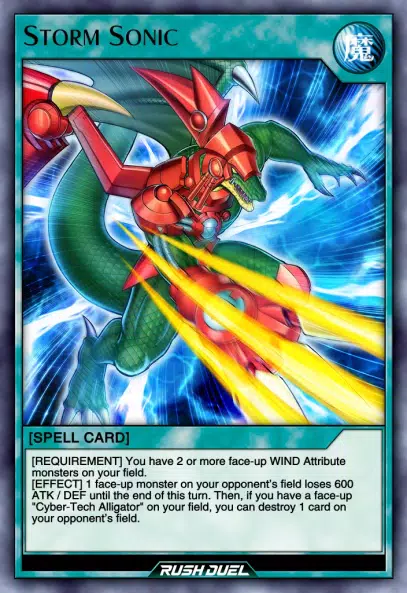 Storm Sonic
魔
[SPELL CARD]
[REQUIREMENT] You have 2 or more face-up WIND Attribute
monsters on your field.
[EFFECT] 1 face-up monster on your opponent's field loses 600
ATK / DEF until the end of this turn. Then, if you have a face-up
"Cyber-Tech Alligator" on your field, you can destroy 1 card on
your opponent's field.
RUSH DUEL